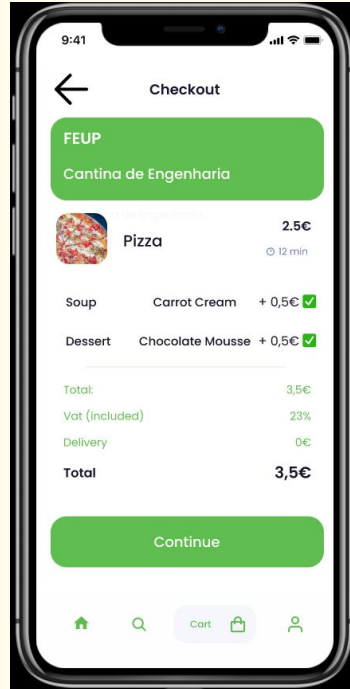 9:41
Checkout
FEUP
Cantina de Engenharia
Pizza
2.5€
12 min
Soup Carrot Cream + 0,5€
Dessert Chocolate Mousse + 0,5€
Total: 3,5€
Vat (included) 23%
Delivery 0€
Total 3,5€
Continue
Cart